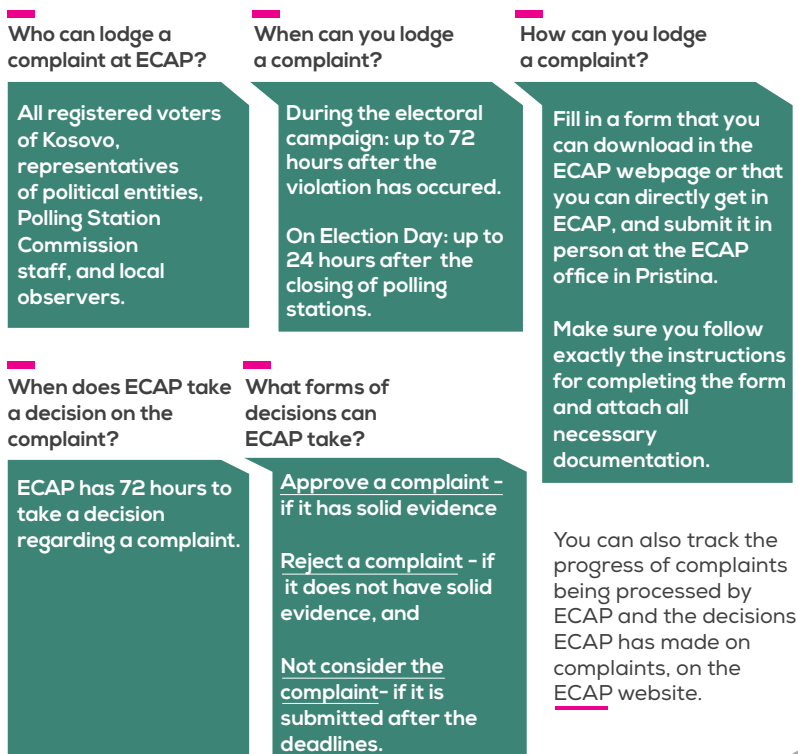 Who can lodge a
complaint at ECAP?
All registered voters
of Kosovo,
representatives
of political entities,
Polling Station
Commission
staff, and local
observers.
When can you lodge
a complaint?
During the electoral
campaign: up to 72
hours after the
violation has occured.
On Election Day: up to
24 hours after the
closing of polling
stations.
How can you lodge
a complaint?
Fill in a form that you
can download in the
ECAP webpage or that
you can directly get in
ECAP, and submit it in
person at the ECAP
office in Pristina.
Make sure you follow
exactly the instructions
for completing the form
and attach all
necessary
documentation.
When does ECAP take
a decision on the
complaint?
ECAP has 72 hours to
take a decision
regarding a complaint.
What forms of
decisions can
ECAP take?
Approve a complaint -
if it has solid evidence
Reject a complaint - if
it does not have solid
evidence, and
Not consider the
complaint- if it is
submitted after the
deadlines.
You can also track the
progress of complaints
being processed by
ECAP and the decisions
ECAP has made on
complaints, on the
ECAP website.